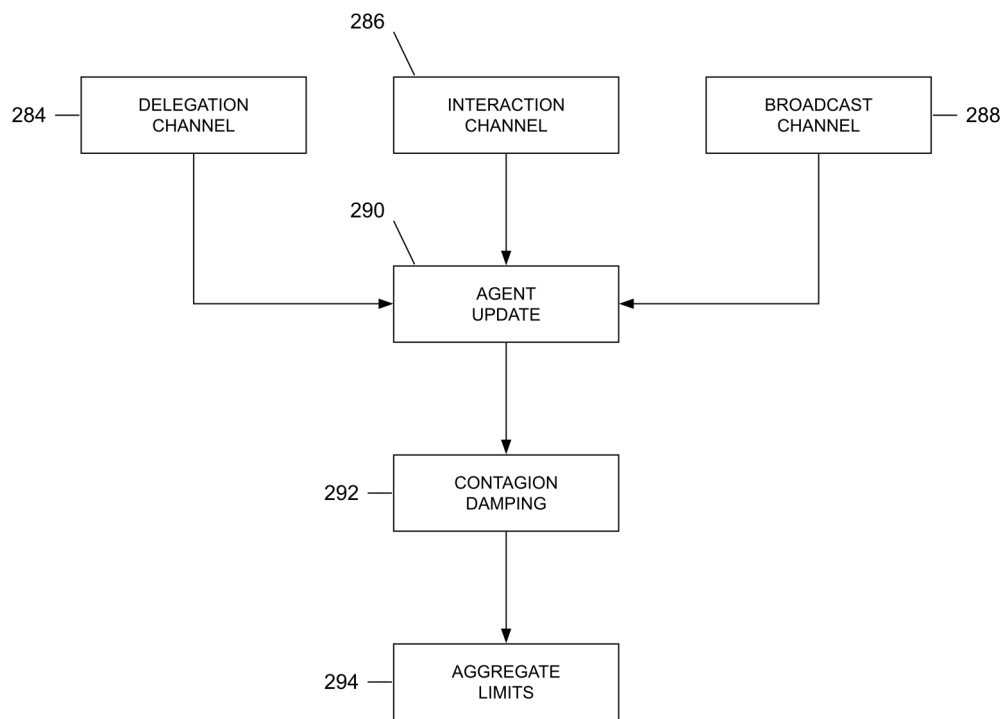 286
284
DELEGATION
CHANNEL
INTERACTION
CHANNEL
BROADCAST
CHANNEL
288
290
AGENT
UPDATE
292
CONTAGION
DAMPING
294
AGGREGATE
LIMITS